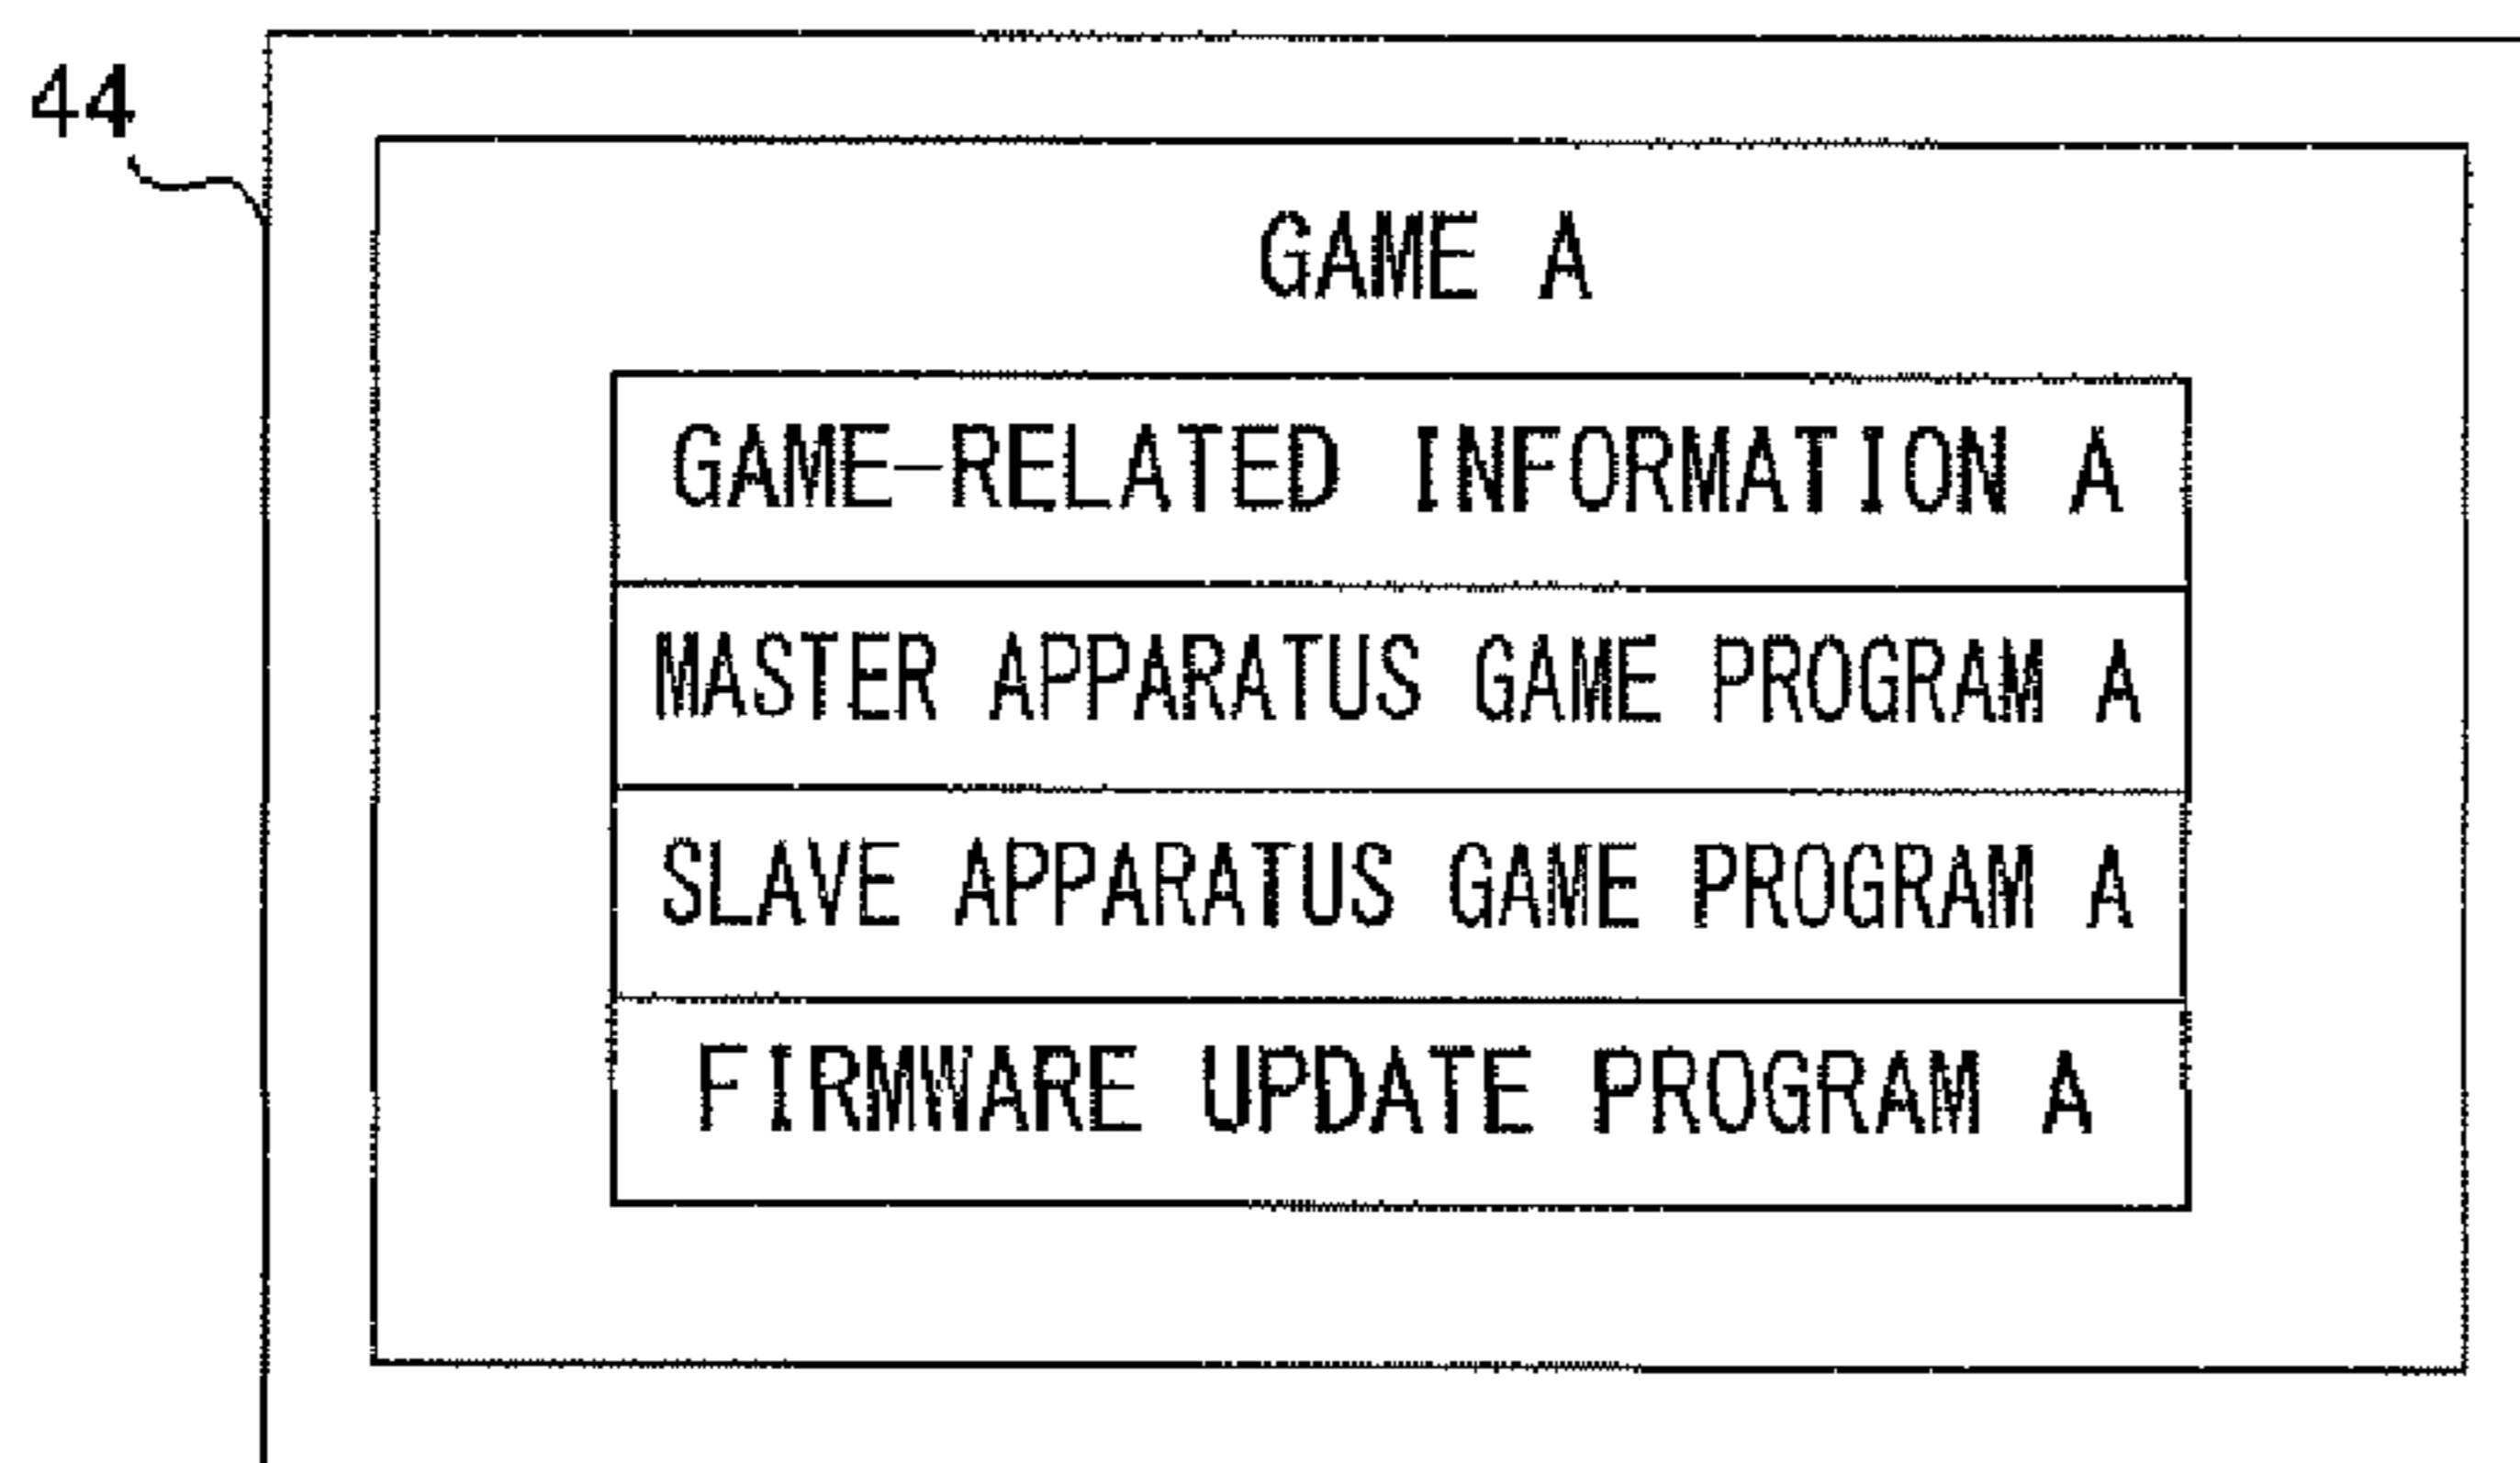 44
GAME A
GAME-RELATED INFORMATION A
MASTER APPARATUS GAME PROGRAM A
SLAVE APPARATUS GAME PROGRAM A
FIRMWARE UPDATE PROGRAM A